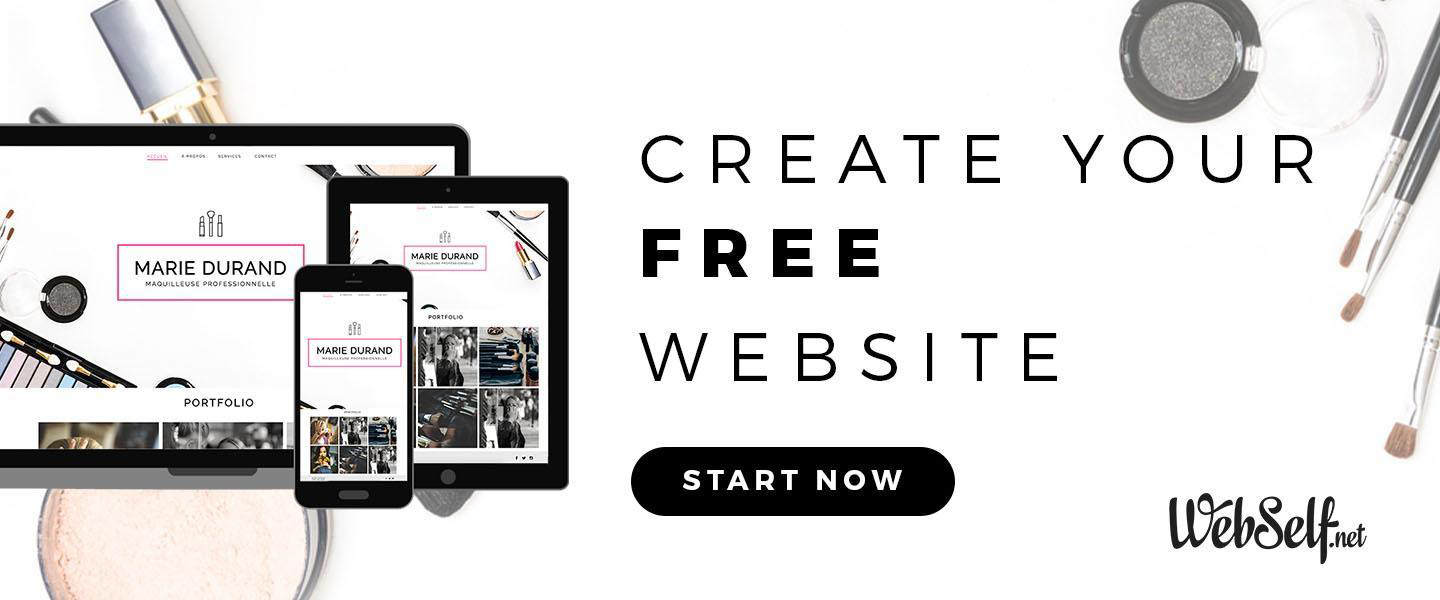 ACCUEIL À PROPOS SERVICES CONTACT
MARIE DURAND
MAQUILLEUSE PROFESSIONNELLE
PORTFOLIO
MARIE DURAND
MAQUILLEUSE PROFESSIONNELLE
PORTFOLIO
MARIE DURAND
MAQUILLEUSE PROFESSIONNELLE
PORTFOLIO
CREATE YOUR
FREE
WEBSITE
START NOW
WebSelf.net